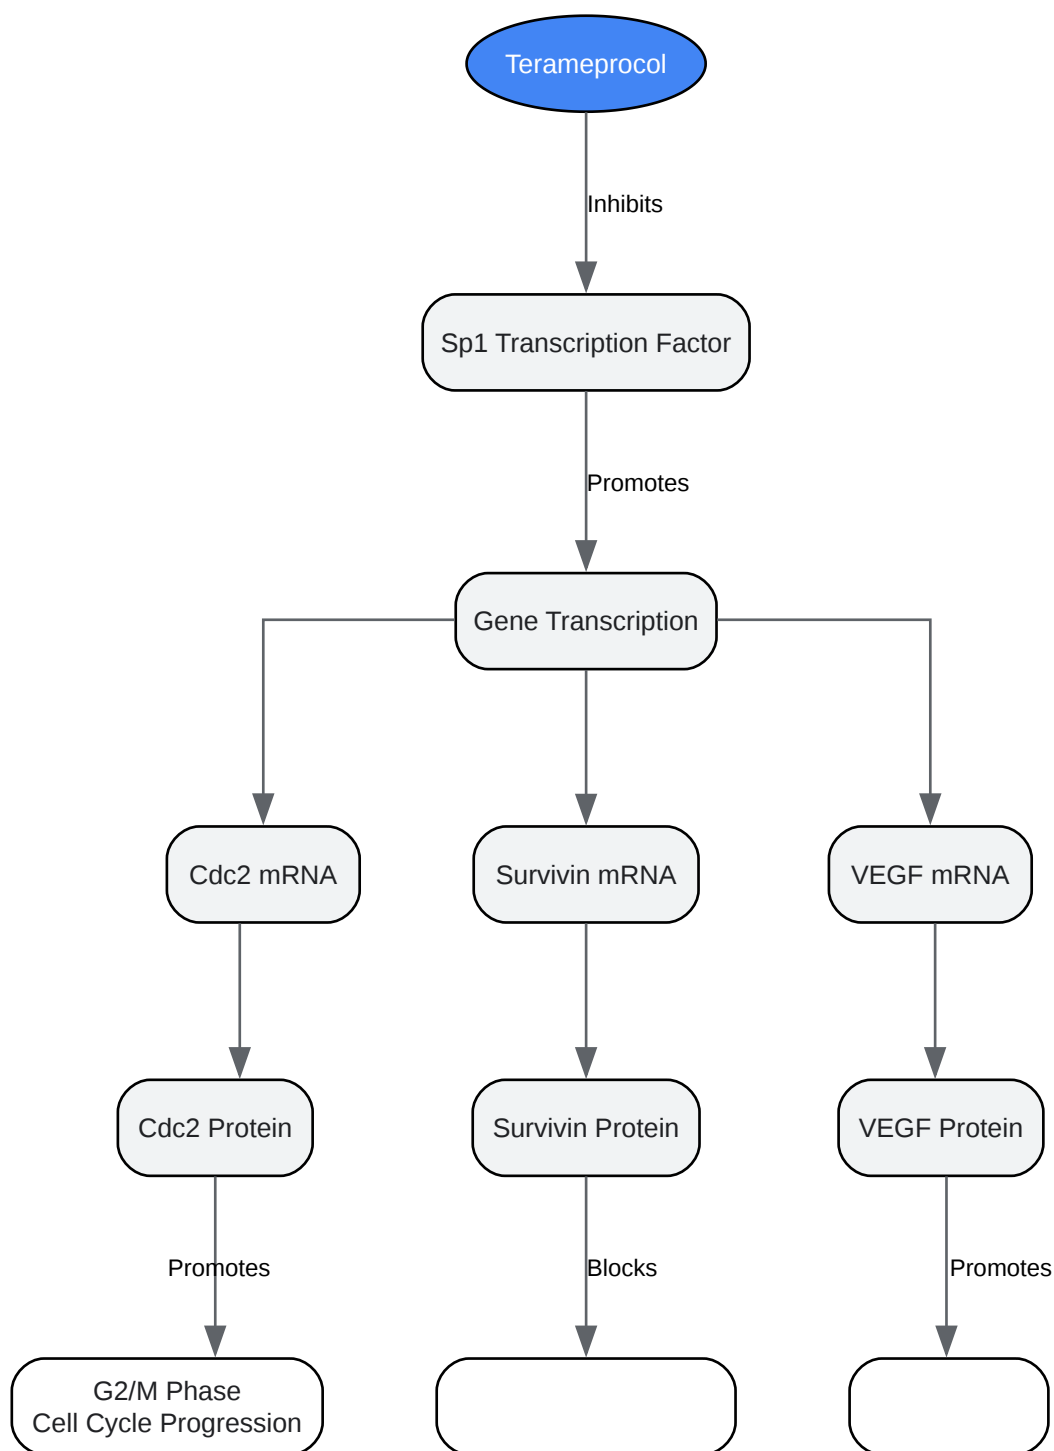 Terameprocol
Inhibits
Sp1 Transcription Factor
Promotes
Gene Transcription
Cdc2 mRNA
Survivin mRNA
VEGF mRNA
Cdc2 Protein
Survivin Protein
VEGF Protein
Promotes
Blocks
Promotes
G2/M Phase
Cell Cycle Progression